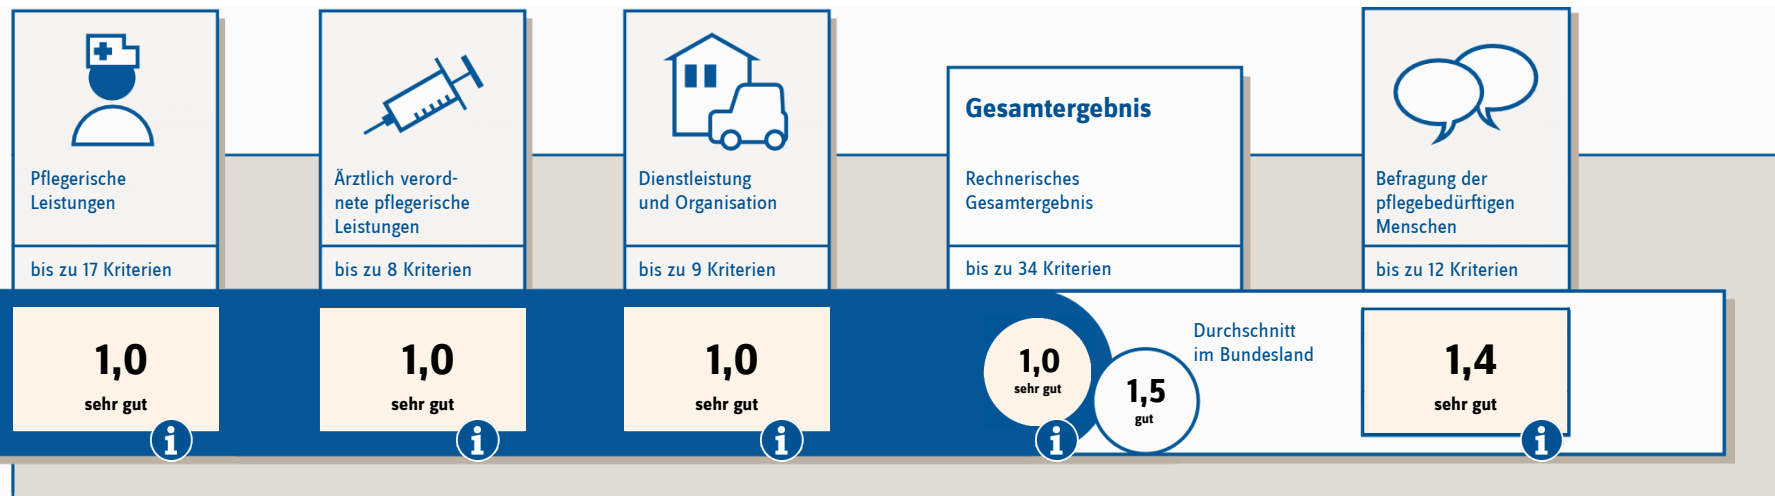 Pflegerische
Leistungen
bis zu 17 Kriterien
1,0
sehr gut
i
Ärztlich verord-
nete pflegerische
Leistungen
bis zu 8 Kriterien
1,0
sehr gut
i
Dienstleistung
und Organisation
bis zu 9 Kriterien
1,0
sehr gut
i
Gesamtergebnis
Rechnerisches
Gesamtergebnis
bis zu 34 Kriterien
1,0
sehr gut
i
1,5
gut
Durchschnitt
im Bundesland
Befragung der
pflegebedürftigen
Menschen
bis zu 12 Kriterien
1,4
sehr gut
i